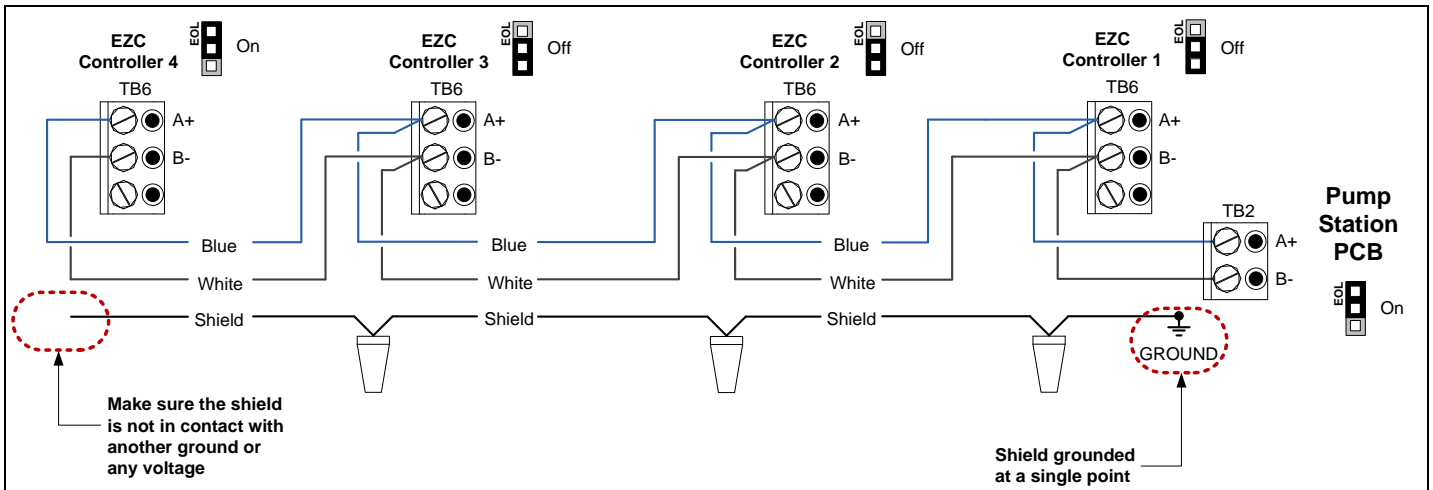 EZC
Controller 4
EOL
On
TB6
A+
B-
EZC
Controller 3
EOL
Off
TB6
A+
B-
EZC
Controller 2
EOL
Off
TB6
A+
B-
EZC
Controller 1
EOL
Off
TB6
A+
B-
TB2
A+
B-
Pump
Station
PCB
EOL
On
Blue
Blue
Blue
White
White
White
Shield
Shield
Shield
GROUND
Make sure the shield
is not in contact with
another ground or
any voltage
Shield grounded
at a single point